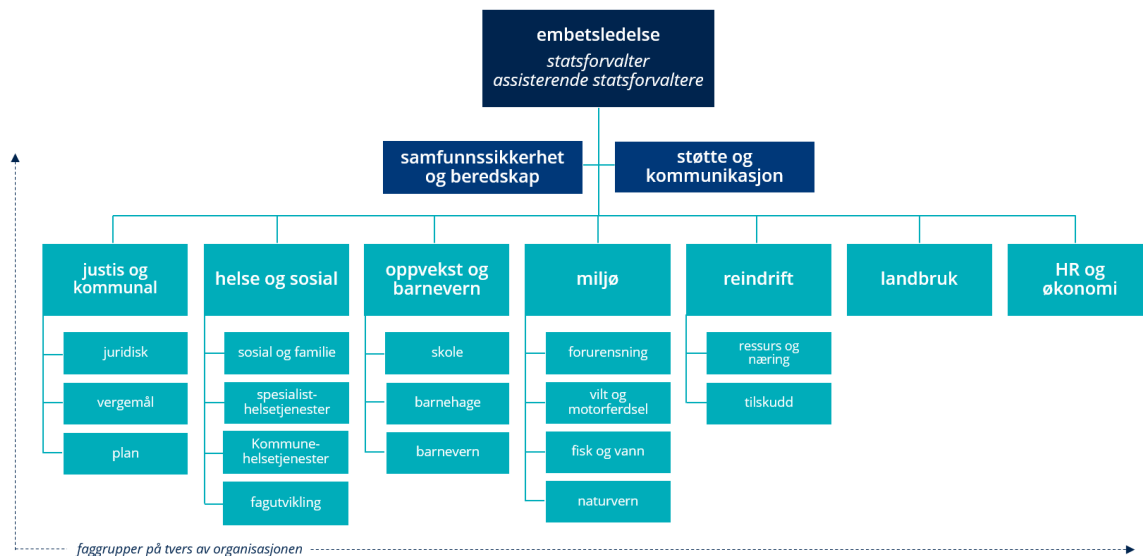 embetsledelse
statsforvalter
assisterende statsforvaltere
samfunnssikkerhet
og beredskap
støtte og
kommunikasjon
justis og
kommunal
helse og sosial
oppvekst og
barnevern
miljø
reindrift
landbruk
HR og
økonomi
juridisk
vergemål
plan
sosial og familie
spesialist-
helsetjenester
Kommune-
helsetjenester
fagutvikling
skole
barnehage
barnevern
forurensning
vilt og
motorferdsel
fisk og vann
naturvern
ressurs og
næring
tilskudd
faggrupper på tvers av organisasjonen